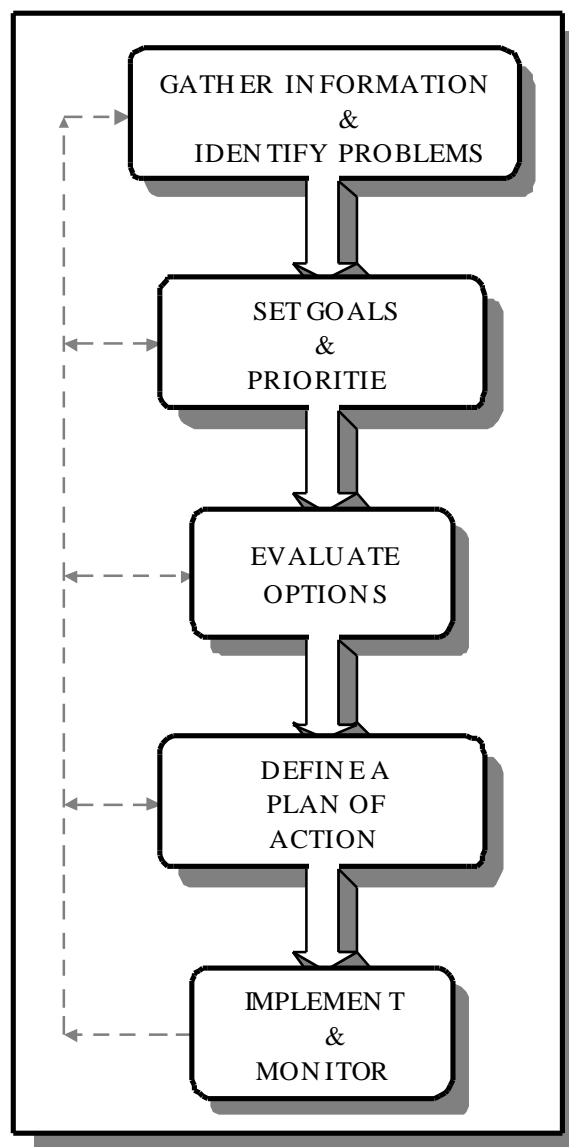 GATHER INFORMATION
&
IDENTIFY PROBLEMS
SET GOALS
&
PRIORITIE
EVALUATE
OPTIONS
DEFINE A
PLAN OF
ACTION
IMPLEMENT
&
MONITOR